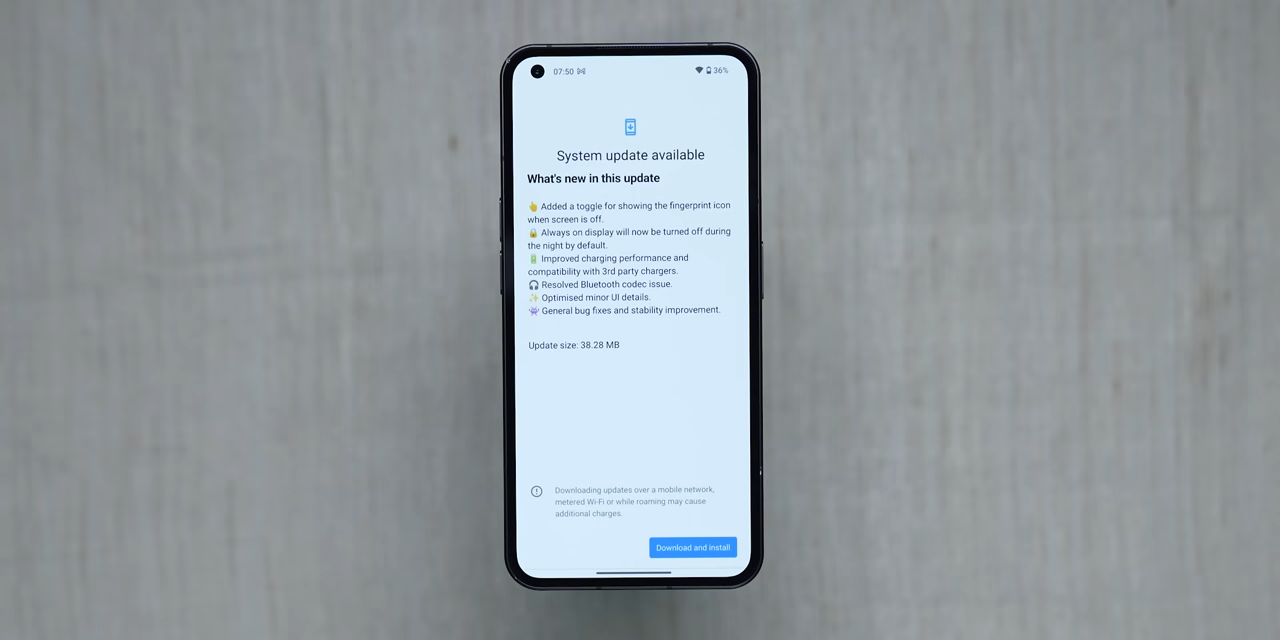 07:50 36%
System update available
What's new in this update
👆 Added a toggle for showing the fingerprint icon
when screen is off.
🔒 Always on display will now be turned off during
the night by default.
🔋 Improved charging performance and
compatibility with 3rd party chargers.
🎧 Resolved Bluetooth codec issue.
✨ Optimised minor UI details.
👾 General bug fixes and stability improvement.
Update size: 38.28 MB
Downloading updates over a mobile network,
metered Wi-Fi or while roaming may cause
additional charges.
Download and install